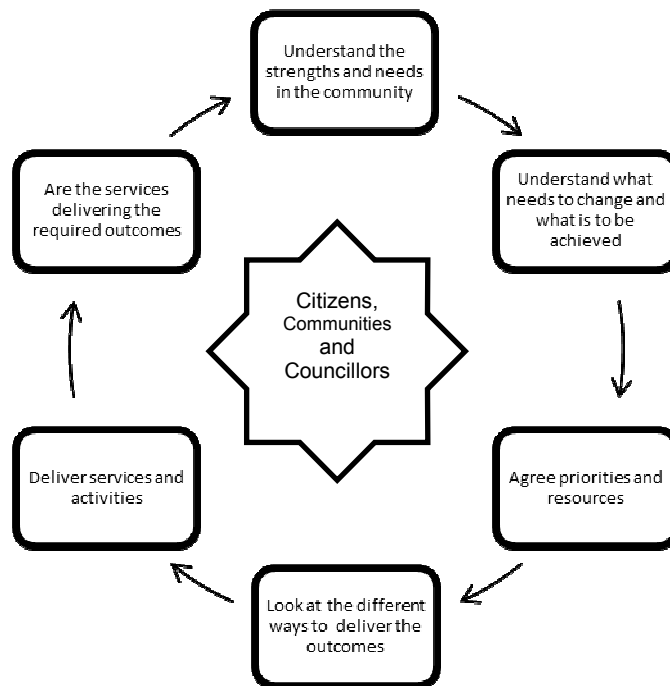 Understand the
strengths and needs
in the community
Understand what
needs to change and
what is to be
achieved
Agree priorities and
resources
Look at the different
ways to deliver the
outcomes
Deliver services and
activities
Are the services
delivering the
required outcomes
Citizens,
Communities
and
Councillors